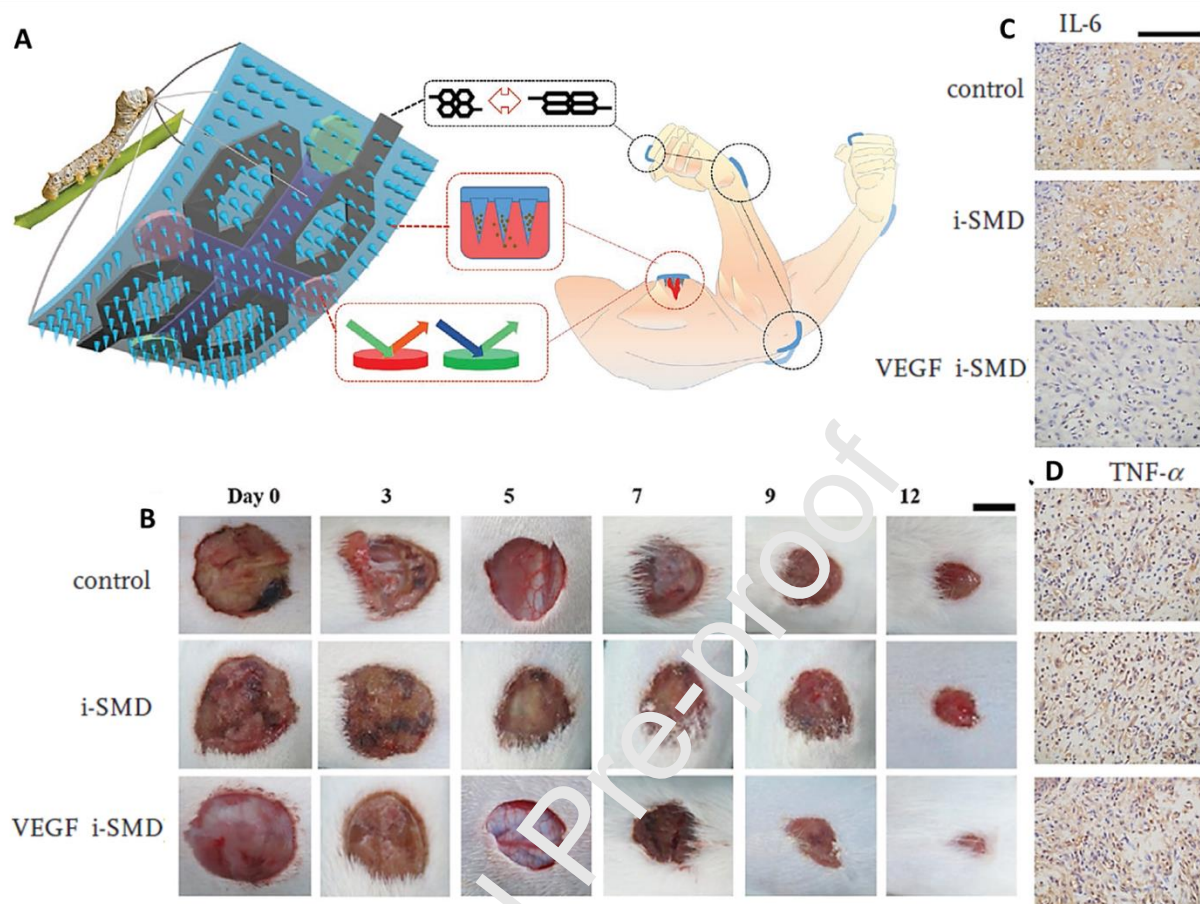 A
C
IL-6
control
i-SMD
VEGF i-SMD
D
TNF-α
B
Day 0 3 5 7 9 12
control
i-SMD
VEGF i-SMD
l Pre-proof